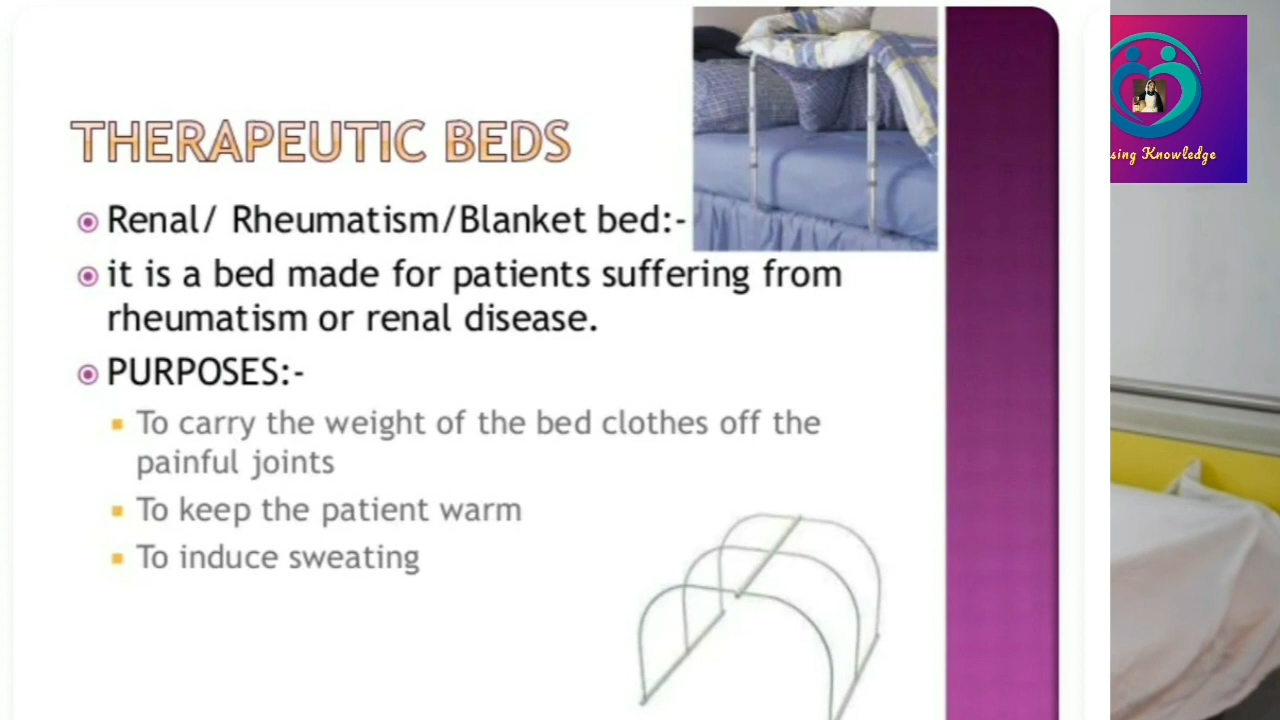 THERAPEUTIC BEDS
Renal/ Rheumatism/Blanket bed:-
it is a bed made for patients suffering from
rheumatism or renal disease.
PURPOSES:-
To carry the weight of the bed clothes off the
painful joints
To keep the patient warm
To induce sweating
sing Knowledge